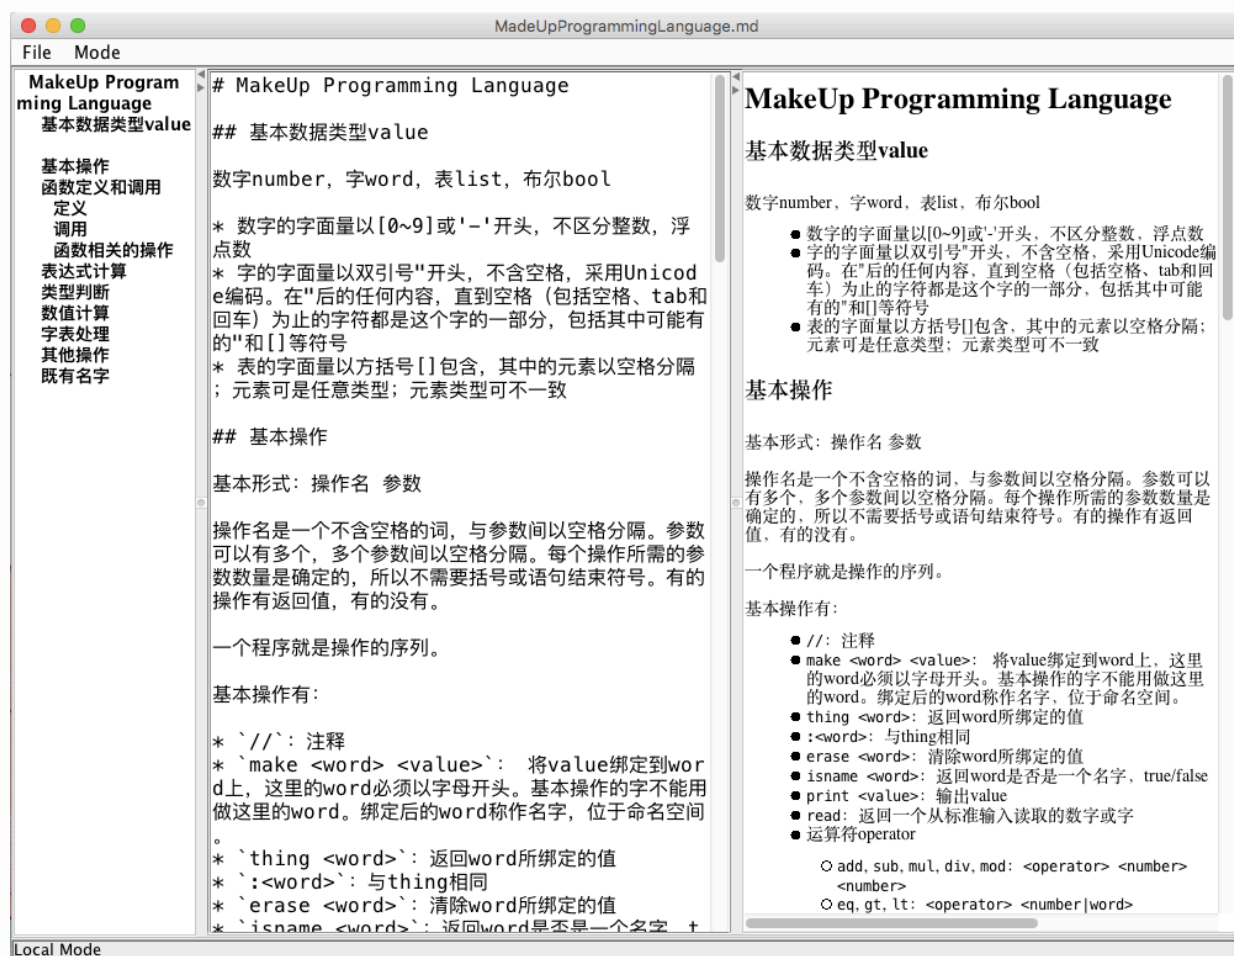 MadeUpProgrammingLanguage.md
File Mode
MakeUp Program
ming Language
基本数据类型value
基本操作
函数定义和调用
定义
调用
函数相关的操作
表达式计算
类型判断
数值计算
字表处理
其他操作
既有名字
# MakeUp Programming Language
## 基本数据类型value
数字number，字word，表list，布尔bool
* 数字的字面量以[0~9]或'-'开头，不区分整数，浮
点数
* 字的字面量以双引号"开头，不含空格，采用Unicod
e编码。在"后的任何内容，直到空格（包括空格、tab和
回车）为止的字符都是这个字的一部分，包括其中可能有
的"和[]等符号
* 表的字面量以方括号[]包含，其中的元素以空格分隔
；元素可是任意类型；元素类型可不一致
## 基本操作
基本形式：操作名 参数
操作名是一个不含空格的词，与参数间以空格分隔。参数
可以有多个，多个参数间以空格分隔。每个操作所需的参
数数量是确定的，所以不需要括号或语句结束符号。有的
操作有返回值，有的没有。
一个程序就是操作的序列。
基本操作有：
* `//`：注释
* `make <word> <value>`： 将value绑定到wor
d上，这里的word必须以字母开头。基本操作的字不能用
做这里的word。绑定后的word称作名字，位于命名空间
。
* `thing <word>`：返回word所绑定的值
* `:<word>`：与thing相同
* `erase <word>`：清除word所绑定的值
* `isname <word>`：返回word是否是一个名字，t
MakeUp Programming Language
基本数据类型value
数字number，字word，表list，布尔bool
● 数字的字面量以[0~9]或'-'开头，不区分整数，浮点数
● 字的字面量以双引号"开头，不含空格，采用Unicode编
码。在"后的任何内容，直到空格（包括空格、tab和回
车）为止的字符都是这个字的一部分，包括其中可能
有的"和[]等符号
● 表的字面量以方括号[]包含，其中的元素以空格分隔；
元素可是任意类型；元素类型可不一致
基本操作
基本形式：操作名 参数
操作名是一个不含空格的词，与参数间以空格分隔。参数可以
有多个，多个参数间以空格分隔。每个操作所需的参数数量是
确定的，所以不需要括号或语句结束符号。有的操作有返回
值，有的没有。
一个程序就是操作的序列。
基本操作有：
● //：注释
● make <word> <value>： 将value绑定到word上，这里
的word必须以字母开头。基本操作的字不能用做这里
的word。绑定后的word称作名字，位于命名空间。
● thing <word>：返回word所绑定的值
● :<word>：与thing相同
● erase <word>：清除word所绑定的值
● isname <word>：返回word是否是一个名字，true/false
● print <value>：输出value
● read：返回一个从标准输入读取的数字或字
● 运算符operator
○ add, sub, mul, div, mod：<operator> <number>
<number>
○ eq, gt, lt：<operator> <number|word>
Local Mode